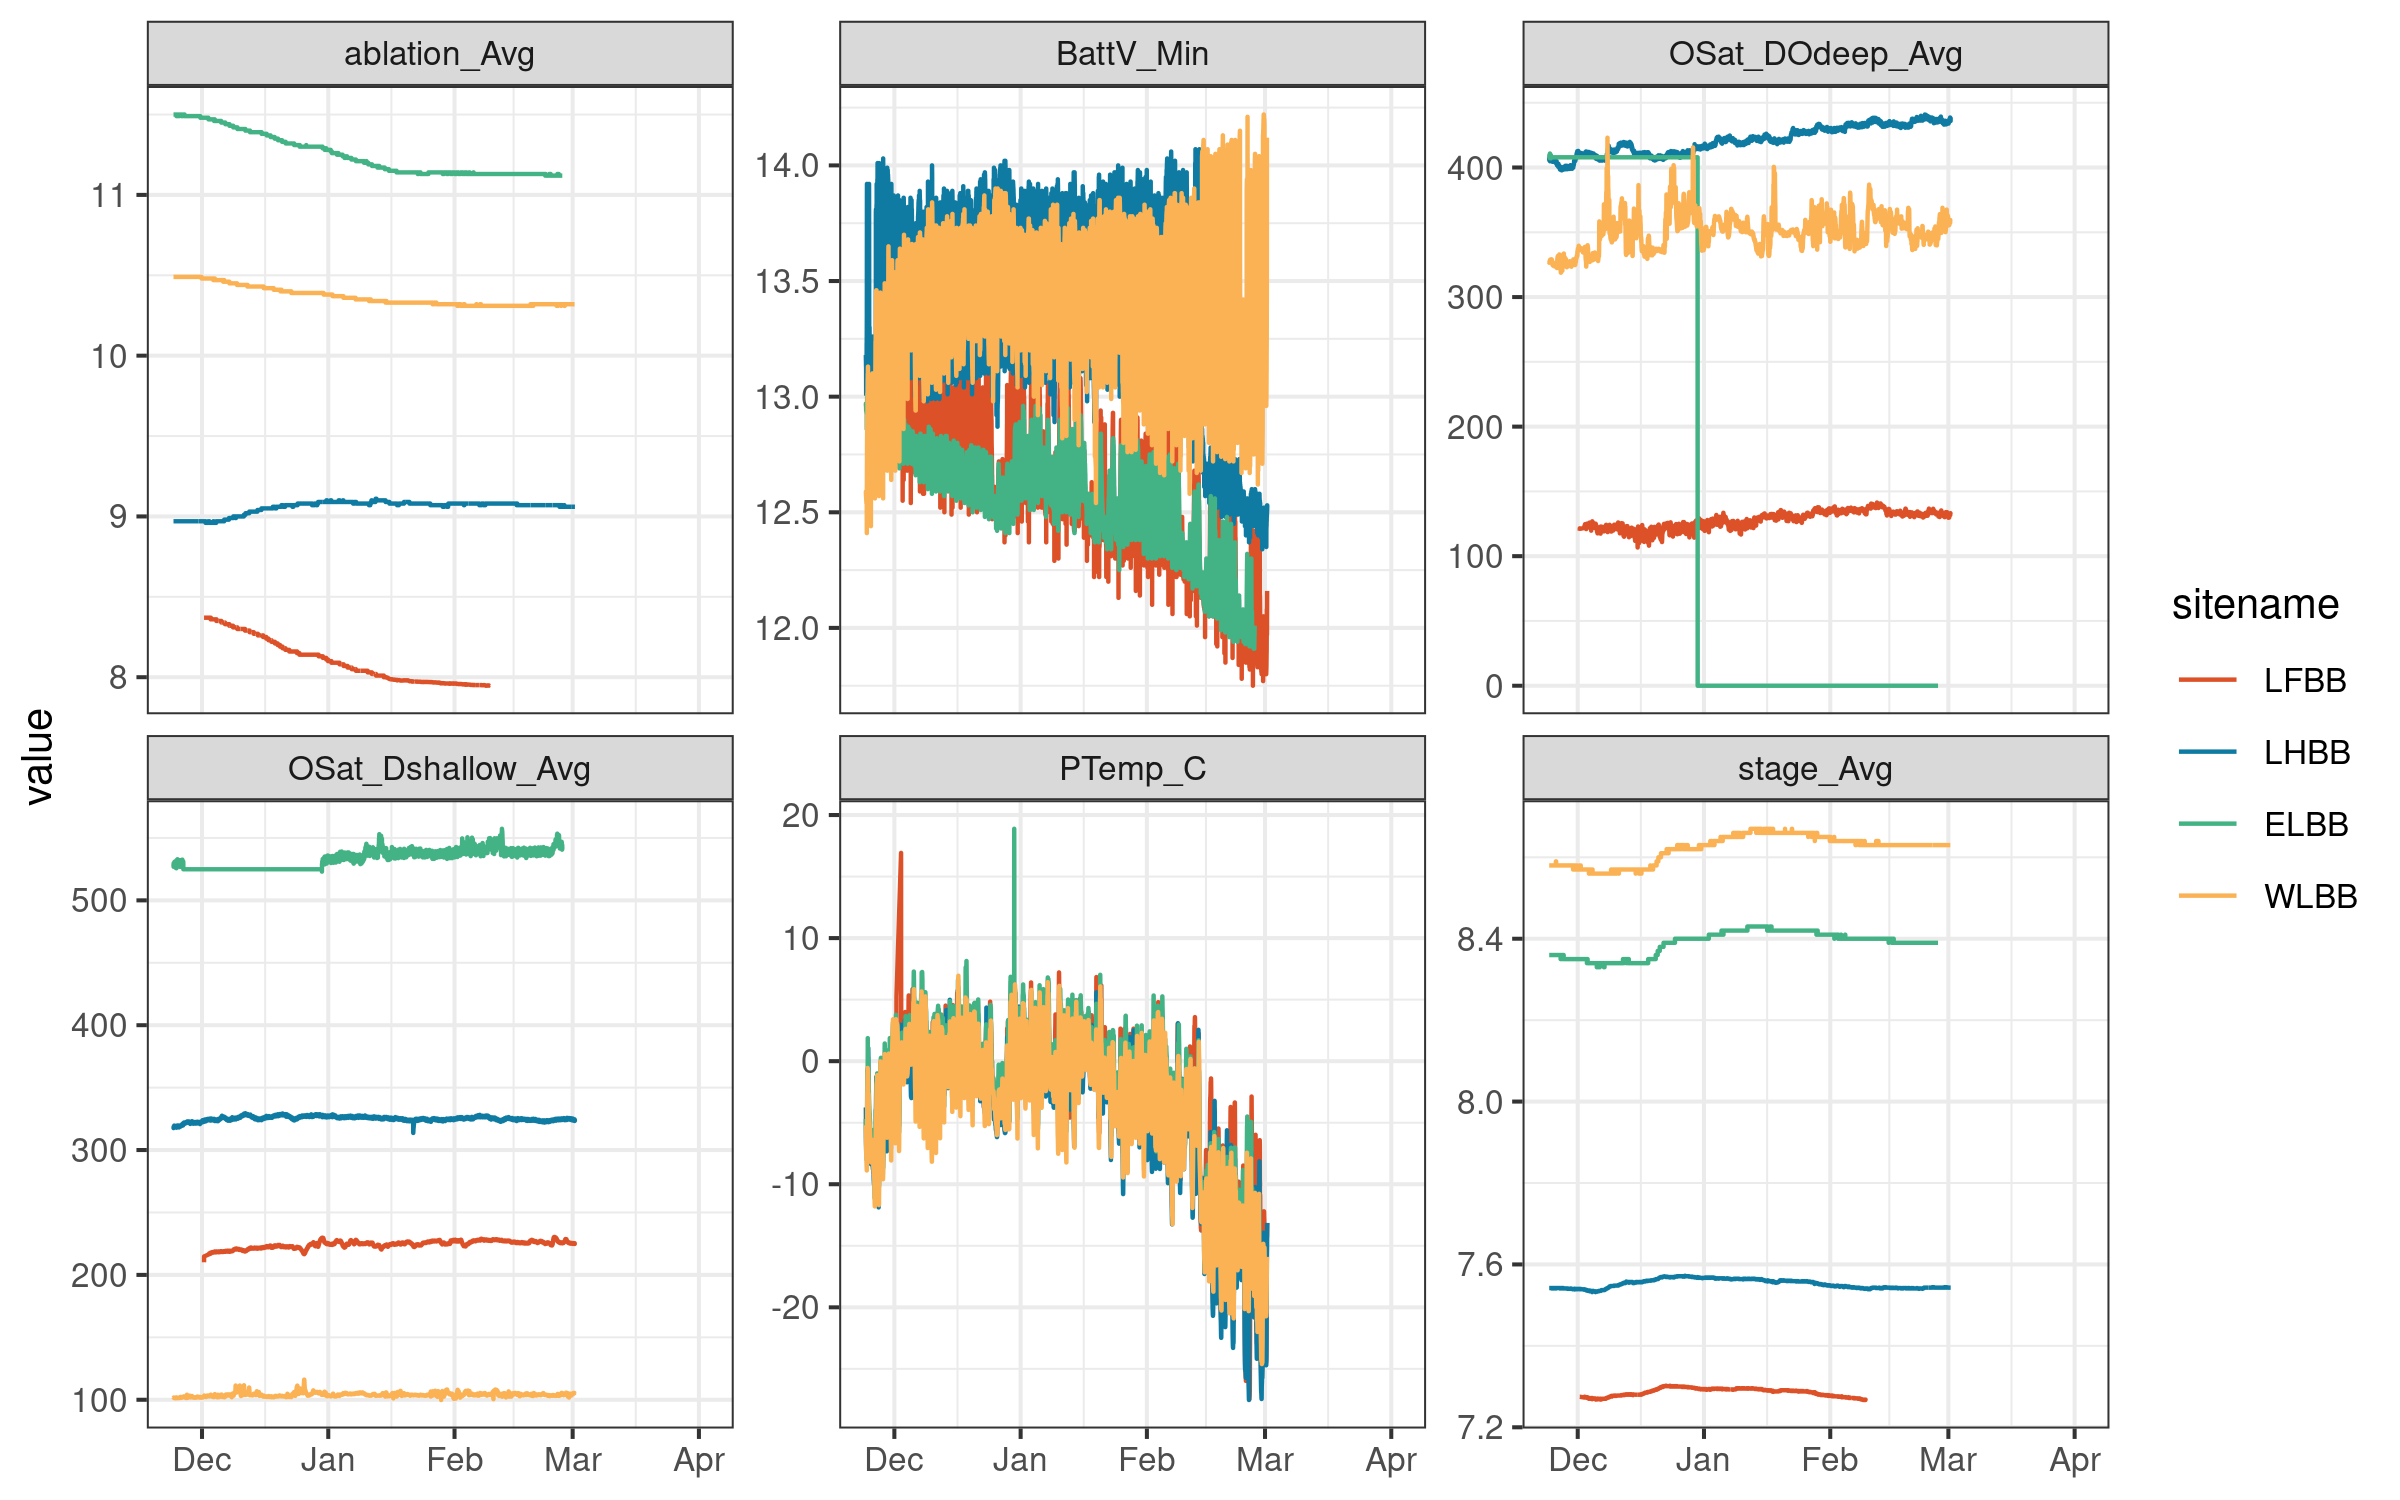 ablation_Avg
BattV_Min
OSat_DOdeep_Avg
11
10
9
8
14.0
13.5
13.0
12.5
12.0
400
300
200
100
0
value
OSat_Dshallow_Avg
PTemp_C
stage_Avg
500
400
300
200
100
20
10
0
-10
-20
8.4
8.0
7.6
7.2
Dec Jan Feb Mar Apr
Dec Jan Feb Mar Apr
Dec Jan Feb Mar Apr
sitename
LFBB
LHBB
ELBB
WLBB